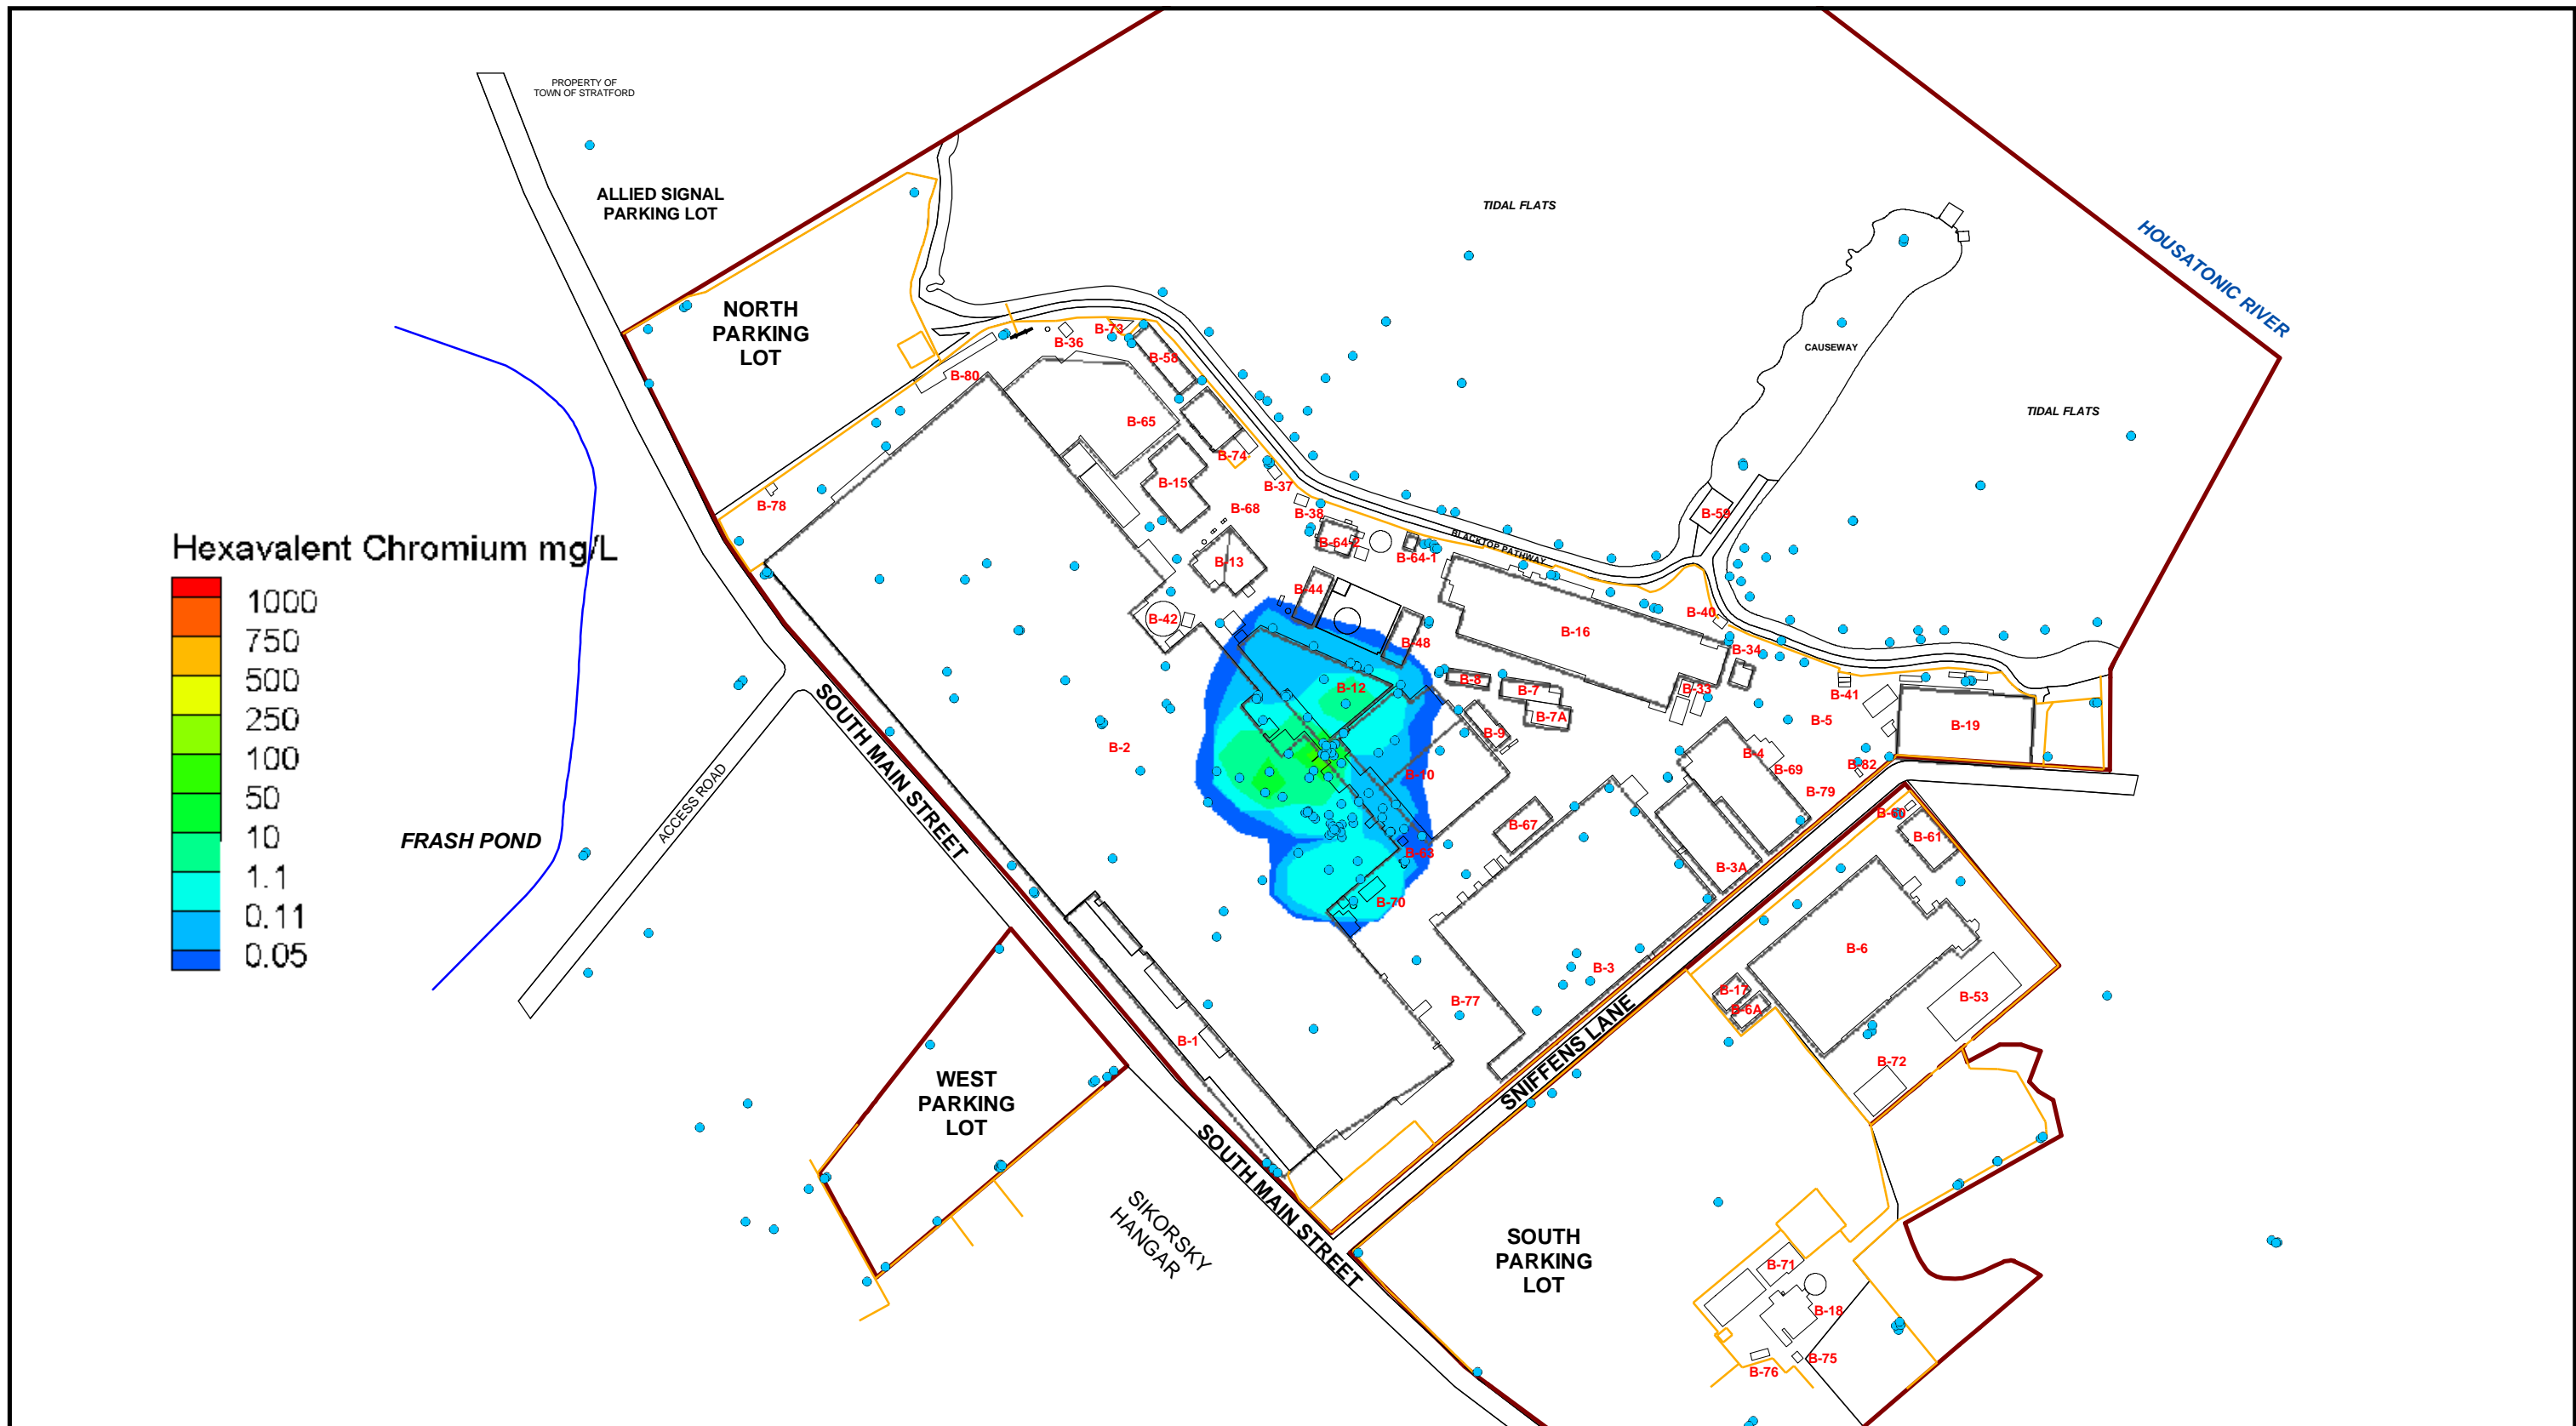 PROPERTY OF
TOWN OF STRATFORD
ALLIED SIGNAL
PARKING LOT
TIDAL FLATS
HOUSATONIC RIVER
NORTH
PARKING
LOT
B-73
B-36
B-58
CAUSEWAY
B-80
TIDAL FLATS
B-65
B-74
B-15
B-37
B-78
B-68
B-38
B-59
BLACKTOP PATHWAY
B-64-2
B-64-1
Hexavalent Chromium mg/L
1000
750
500
250
100
50
10
1.1
0.11
0.05
B-13
B-44
B-42
B-48
B-16
B-40
B-34
B-12
B-8
B-7
B-33
B-41
B-7A
B-5
B-19
B-9
B-2
B-4
B-10
B-69
B-82
B-79
SOUTH MAIN STREET
ACCESS ROAD
FRASH POND
B-67
B-60
B-61
B-63
B-3A
B-70
B-6
B-3
B-17
B-53
B-77
B-6A
SNIFFENS LANE
B-1
B-72
WEST
PARKING
LOT
SOUTH MAIN STREET
SIKORSKY
HANGAR
SOUTH
PARKING
LOT
B-71
B-18
B-75
B-76